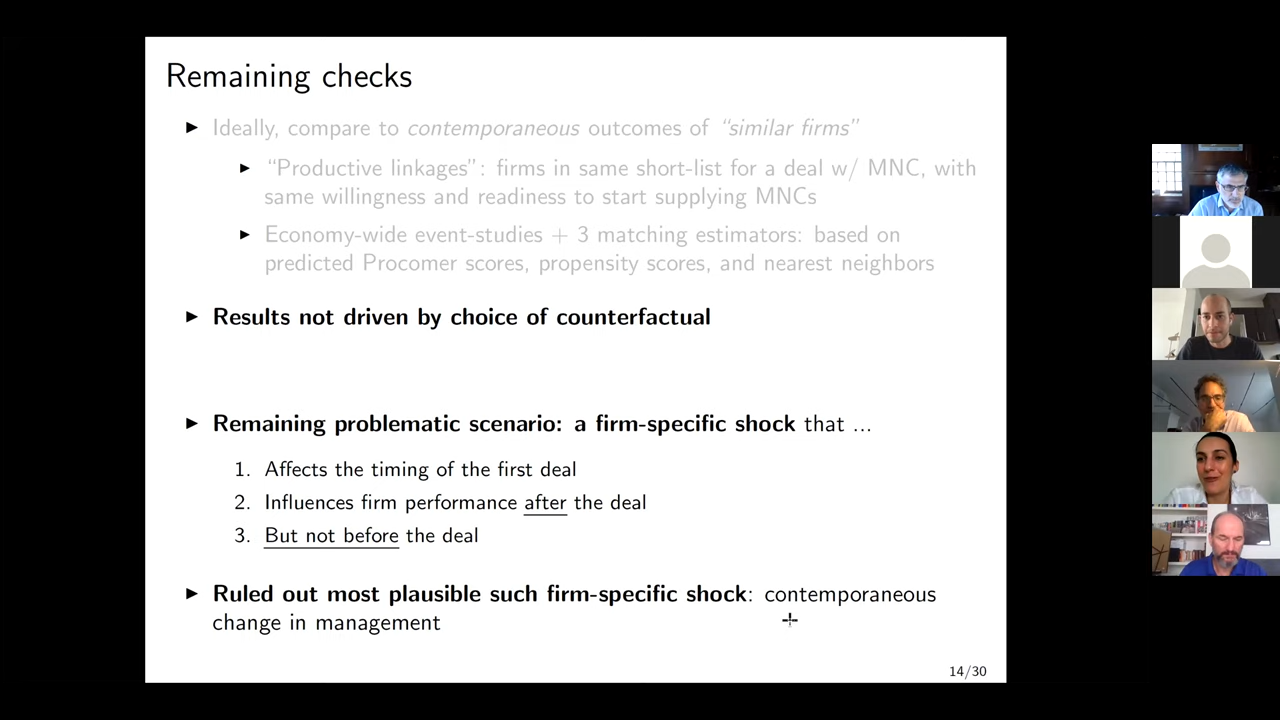 Remaining checks
▶ Ideally, compare to contemporaneous outcomes of “similar firms”
▶ “Productive linkages”: firms in same short-list for a deal w/ MNC, with
same willingness and readiness to start supplying MNCs
▶ Economy-wide event-studies + 3 matching estimators: based on
predicted Procomer scores, propensity scores, and nearest neighbors
▶ Results not driven by choice of counterfactual
▶ Remaining problematic scenario: a firm-specific shock that ...
1. Affects the timing of the first deal
2. Influences firm performance after the deal
3. But not before the deal
▶ Ruled out most plausible such firm-specific shock: contemporaneous
change in management
14/30